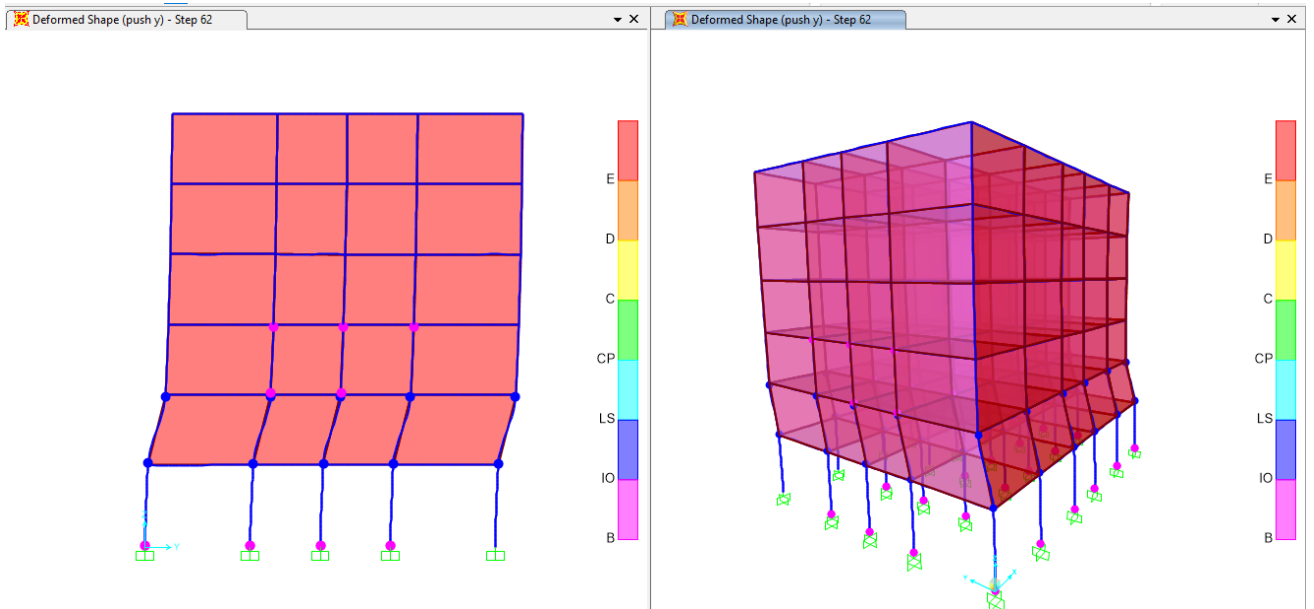 Deformed Shape (push y) - Step 62
E
D
C
CP
LS
IO
B
Y
Deformed Shape (push y) - Step 62
E
D
C
CP
LS
IO
B
Y
X